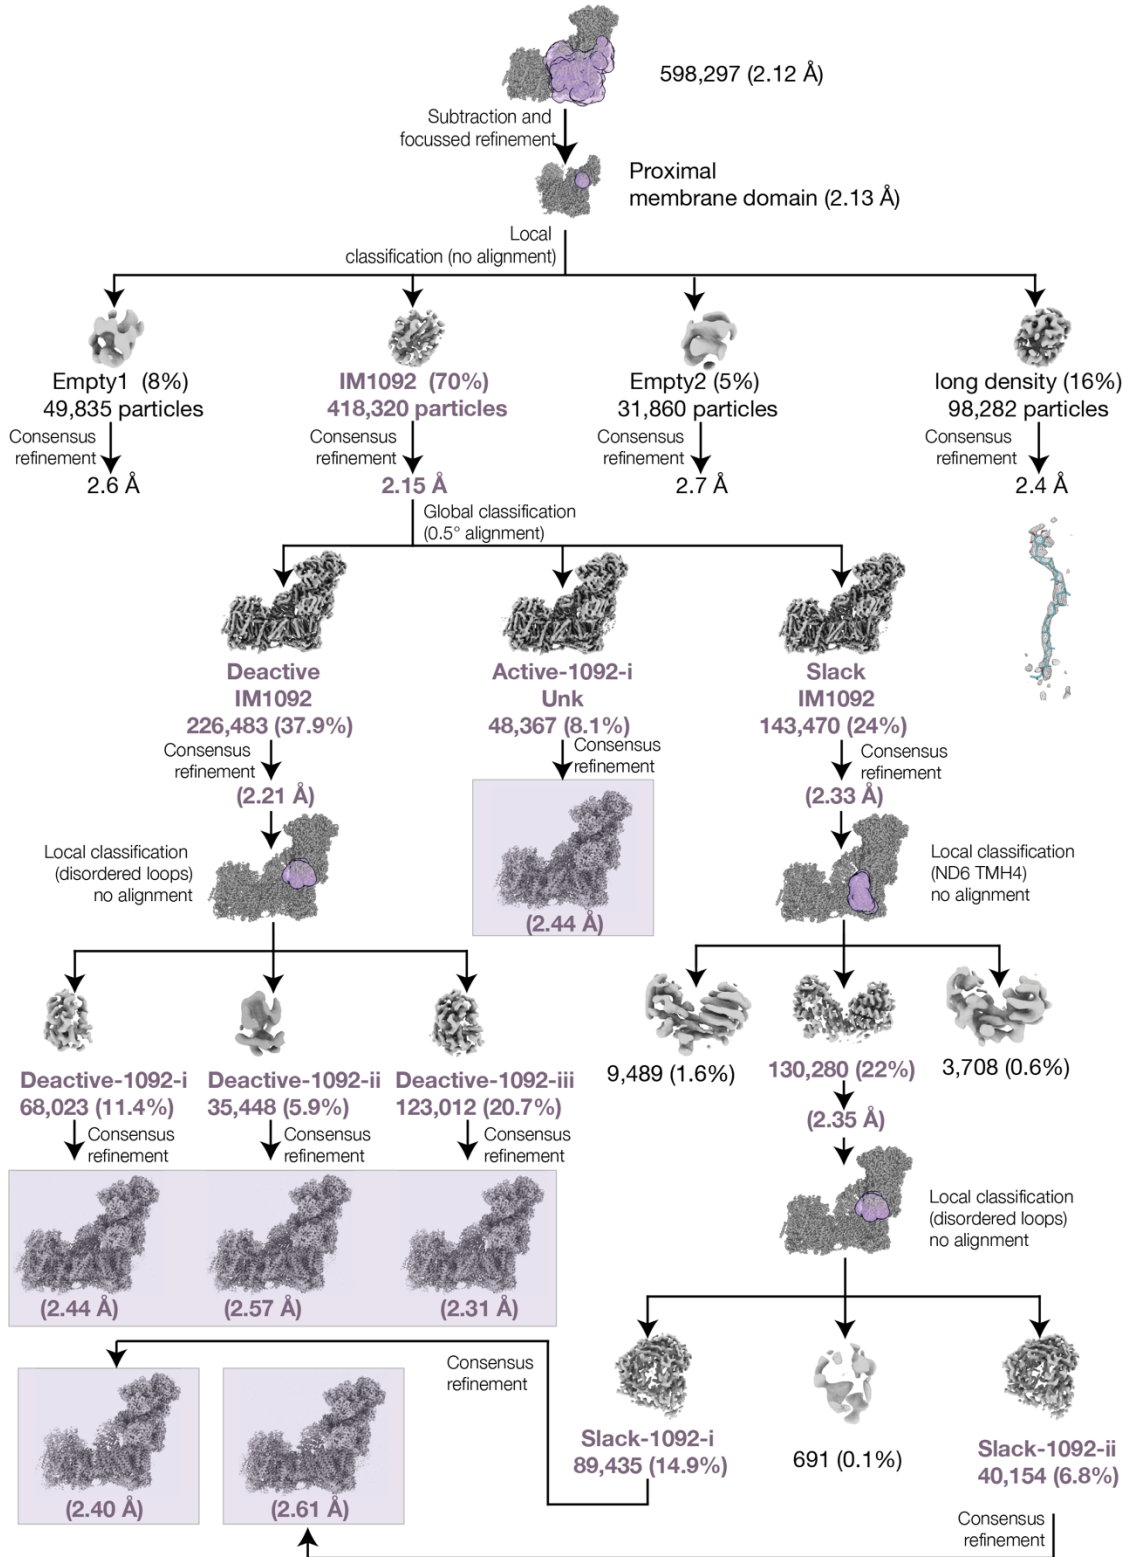 598,297 (2.12 Å)
Subtraction and
focussed refinement
Proximal
membrane domain (2.13 Å)
Local
classification (no alignment)
Empty1 (8%)
49,835 particles
IM1092 (70%)
418,320 particles
Empty2 (5%)
31,860 particles
long density (16%)
98,282 particles
Consensus
refinement
Consensus
refinement
Consensus
refinement
Consensus
refinement
2.6 Å
2.15 Å
2.7 Å
2.4 Å
Global classification
(0.5° alignment)
Deactive
IM1092
226,483 (37.9%)
Active-1092-i
Unk
48,367 (8.1%)
Slack
IM1092
143,470 (24%)
Consensus
refinement
Consensus
refinement
Consensus
refinement
(2.21 Å)
(2.33 Å)
Local classification
(disordered loops)
no alignment
(2.44 Å)
Local classification
(ND6 TMH4)
no alignment
Deactive-1092-i
68,023 (11.4%)
Deactive-1092-ii
35,448 (5.9%)
Deactive-1092-iii
123,012 (20.7%)
9,489 (1.6%)
130,280 (22%)
3,708 (0.6%)
Consensus
refinement
Consensus
refinement
Consensus
refinement
(2.35 Å)
Local classification
(disordered loops)
no alignment
(2.44 Å)
(2.57 Å)
(2.31 Å)
Consensus
refinement
Slack-1092-i
89,435 (14.9%)
691 (0.1%)
Slack-1092-ii
40,154 (6.8%)
(2.40 Å)
(2.61 Å)
Consensus
refinement